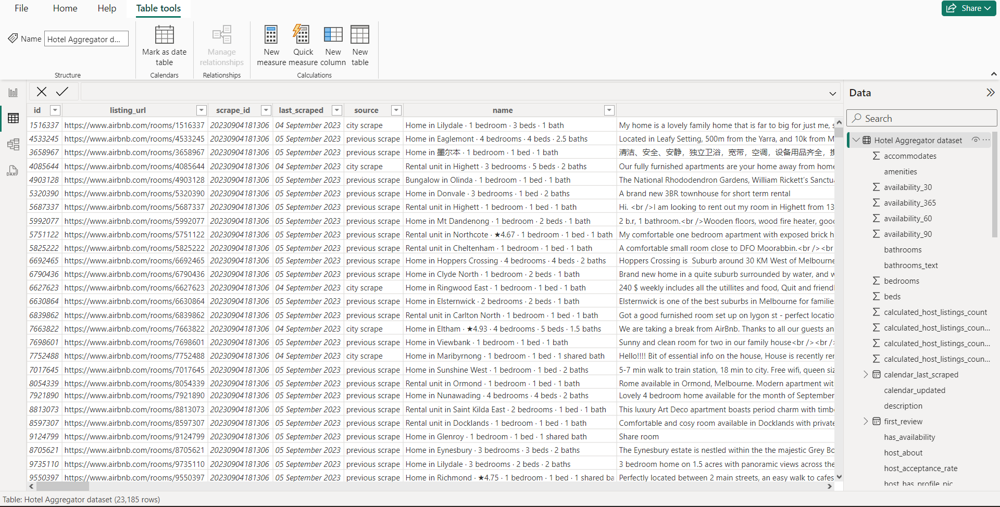 File Home Help Table tools Share
Name Hotel Aggregator d...
Mark as date table
Manage relationships
New measure
Quick measure
New column
New table
Structure Calendars Relationships Calculations
id listing_url scrape_id last_scraped source name
1516337 https://www.airbnb.com/rooms/1516337 20230904181306 04 September 2023 city scrape Home in Lilydale · 1 bedroom · 3 beds · 1 bath My home is a lovely family home that is far to big for just me, s
4533245 https://www.airbnb.com/rooms/4533245 20230904181306 05 September 2023 previous scrape Home in Eaglemont · 4 bedrooms · 4 beds · 2.5 baths Located in Leafy Setting, 500m from the Yarra, and 10k from M
3658967 https://www.airbnb.com/rooms/3658967 20230904181306 05 September 2023 previous scrape Home in 墨尔本 · 1 bedroom · 1 bed · 1 bath 清洁、安全、安静，独立卫浴，宽带，空调，设备用品齐全，
4085644 https://www.airbnb.com/rooms/4085644 20230904181306 04 September 2023 city scrape Rental unit in Highett · 3 bedrooms · 5 beds · 2 baths Our fully furnished apartments are your home away from home
4903128 https://www.airbnb.com/rooms/4903128 20230904181306 05 September 2023 previous scrape Bungalow in Olinda · 1 bedroom · 1 bed · 1 bath The National Rhododendron Gardens, William Rickett's Sanctu
5320390 https://www.airbnb.com/rooms/5320390 20230904181306 05 September 2023 previous scrape Home in Donvale · 3 bedrooms · 1 bed · 2 baths A brand new 3BR townhouse for short term rental
5687337 https://www.airbnb.com/rooms/5687337 20230904181306 05 September 2023 previous scrape Rental unit in Highett · 1 bedroom · 1 bed · 1 bath Hi. <br />I am looking to rent out my room in Highett from 13
5992077 https://www.airbnb.com/rooms/5992077 20230904181306 05 September 2023 previous scrape Home in Mt Dandenong · 1 bedroom · 2 beds · 1 bath 2 b.r, 1 bathroom.<br />Wooden floors, wood fire heater, good
5751122 https://www.airbnb.com/rooms/5751122 20230904181306 05 September 2023 previous scrape Rental unit in Northcote · ★4.67 · 1 bedroom · 1 bed · 1 bath My comfortable one bedroom apartment with exposed brick h
5825222 https://www.airbnb.com/rooms/5825222 20230904181306 05 September 2023 previous scrape Rental unit in Cheltenham · 1 bedroom · 1 bed · 1 bath A comfortable small room close to DFO Moorabbin.<br /><br
6692465 https://www.airbnb.com/rooms/6692465 20230904181306 05 September 2023 previous scrape Home in Hoppers Crossing · 4 bedrooms · 4 beds · 2 baths Hoppers Crossing is Suburb around 30 KM West of Melbourne
6790436 https://www.airbnb.com/rooms/6790436 20230904181306 05 September 2023 previous scrape Home in Clyde North · 1 bedroom · 2 beds · 1 bath Brand new home in a quite suburb surrounded by water, and w
6627623 https://www.airbnb.com/rooms/6627623 20230904181306 04 September 2023 city scrape Home in Ringwood East · 1 bedroom · 1 bed · 1 bath 240 $ weekly includes all the utillites and food, Quit and friendl
6630864 https://www.airbnb.com/rooms/6630864 20230904181306 05 September 2023 previous scrape Home in Elsternwick · 2 bedrooms · 2 beds · 1 bath Elsternwick is one of the best suburbs in Melbourne for familie
6839862 https://www.airbnb.com/rooms/6839862 20230904181306 05 September 2023 previous scrape Rental unit in Carlton North · 1 bedroom · 1 bed · 1 bath Got a good furnished room set up on lygon st - perfect locatio
7663822 https://www.airbnb.com/rooms/7663822 20230904181306 04 September 2023 city scrape Home in Eltham · ★4.93 · 4 bedrooms · 5 beds · 1.5 baths We are taking a break from AirBnb. Thanks to all our guests an
7698601 https://www.airbnb.com/rooms/7698601 20230904181306 05 September 2023 previous scrape Home in Viewbank · 1 bedroom · 1 bed · 1 bath Sunny and clean room for two in our family house<br /><br />
7752488 https://www.airbnb.com/rooms/7752488 20230904181306 04 September 2023 city scrape Home in Maribyrnong · 1 bedroom · 1 bed · 1 shared bath Hello!!!! Bit of essential info on the house, House is recently rer
7017645 https://www.airbnb.com/rooms/7017645 20230904181306 05 September 2023 previous scrape Home in Sunshine West · 1 bedroom · 1 bed · 2 baths 5-7 min walk to train station, 18 min to city. Free wifi, queen siz
8054339 https://www.airbnb.com/rooms/8054339 20230904181306 05 September 2023 previous scrape Rental unit in Ormond · 1 bedroom · 1 bed · 1 bath Rome available in Ormond, Melbourne. Modern apartment wit
7921890 https://www.airbnb.com/rooms/7921890 20230904181306 05 September 2023 previous scrape Home in Nunawading · 4 bedrooms · 4 beds · 2 baths Lovely 4 bedroom home available for the month of September
8813073 https://www.airbnb.com/rooms/8813073 20230904181306 05 September 2023 previous scrape Rental unit in Saint Kilda East · 2 bedrooms · 1 bed · 1 bath This luxury Art Deco apartment boasts period charm with timb
8597307 https://www.airbnb.com/rooms/8597307 20230904181306 05 September 2023 previous scrape Rental unit in Docklands · 1 bedroom · 1 bed · 1 bath Comfortable and cosy room available in Docklands with private
9124799 https://www.airbnb.com/rooms/9124799 20230904181306 05 September 2023 previous scrape Home in Glenroy · 1 bedroom · 1 bed · 1 shared bath Share room
8705621 https://www.airbnb.com/rooms/8705621 20230904181306 05 September 2023 previous scrape Home in Eynesbury · 3 bedrooms · 3 beds · 2 baths The Eynesbury estate is nestled within the the majestic Grey Bo
9735110 https://www.airbnb.com/rooms/9735110 20230904181306 05 September 2023 previous scrape Home in Lilydale · 3 bedrooms · 2 beds · 2 baths 3 bedroom home on 1.5 acres with panoramic views across the
9550397 https://www.airbnb.com/rooms/9550397 20230904181306 05 September 2023 previous scrape Home in Richmond · ★4.75 · 1 bedroom · 1 bed · 1 shared ba Perfectly located between 2 main streets, an easy walk to cafes
Data
Search
Hotel Aggregator dataset
accommodates
amenities
availability_30
availability_365
availability_60
availability_90
bathrooms
bathrooms_text
bedrooms
beds
calculated_host_listings_count
calculated_host_listings_coun...
calculated_host_listings_coun...
calculated_host_listings_coun...
calendar_last_scraped
calendar_updated
description
first_review
has_availability
host_about
host_acceptance_rate
host_has_profile_pic
DAX
Table: Hotel Aggregator dataset (23,185 rows)